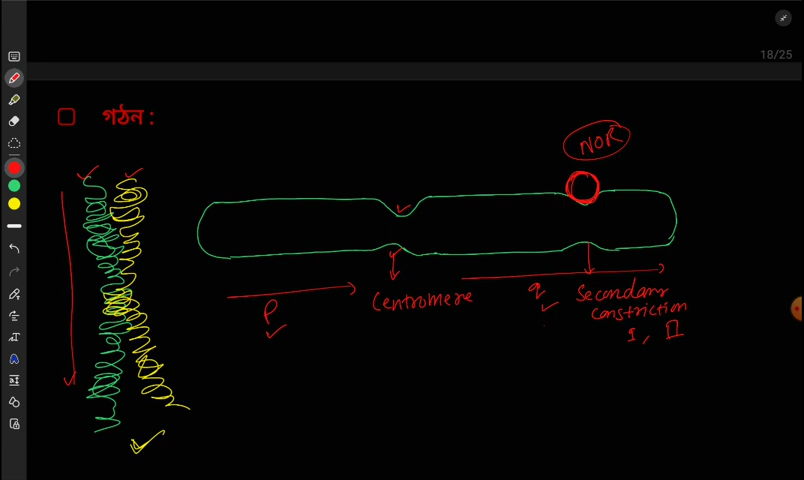 18/25
গঠন :
NOR
P
Centromere
q
Secondary
constriction
I, II